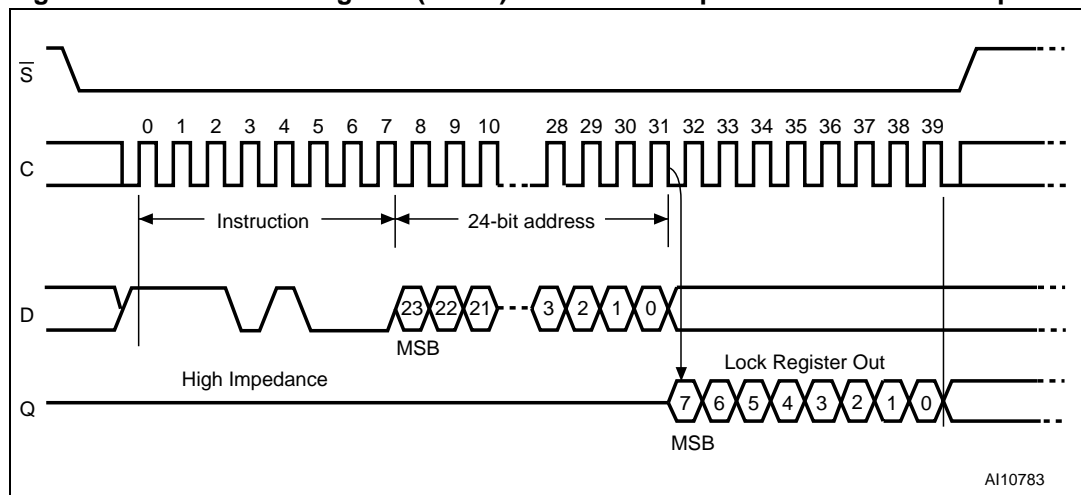 S
0 1 2 3 4 5 6 7 8 9 10 28 29 30 31 32 33 34 35 36 37 38 39
C
Instruction 24-bit address
D 23 22 21 3 2 1 0
MSB
High Impedance Lock Register Out
Q 7 6 5 4 3 2 1 0
MSB
AI10783